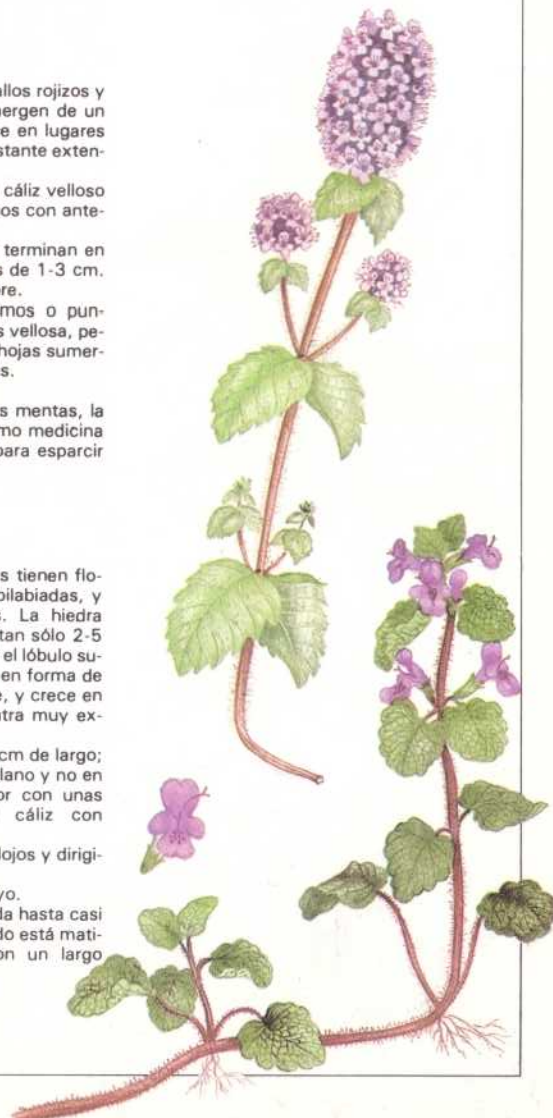 allos rojizos y
ergen de un
e en lugares
stante exten-
cáliz velloso
os con ante-
terminan en
s de 1-3 cm.
re.
mos o pun-
s vellosa, pe-
hojas sumer-
s.
s mentas, la
mo medicina
para esparcir
s tienen flo-
bilabiadas, y
s. La hiedra
tan sólo 2-5
el lóbulo su-
en forma de
e, y crece en
utra muy ex-
cm de largo;
lano y no en
or con unas
cáliz con
lojos y dirigi-
yo.
da hasta casi
do está mati-
on un largo